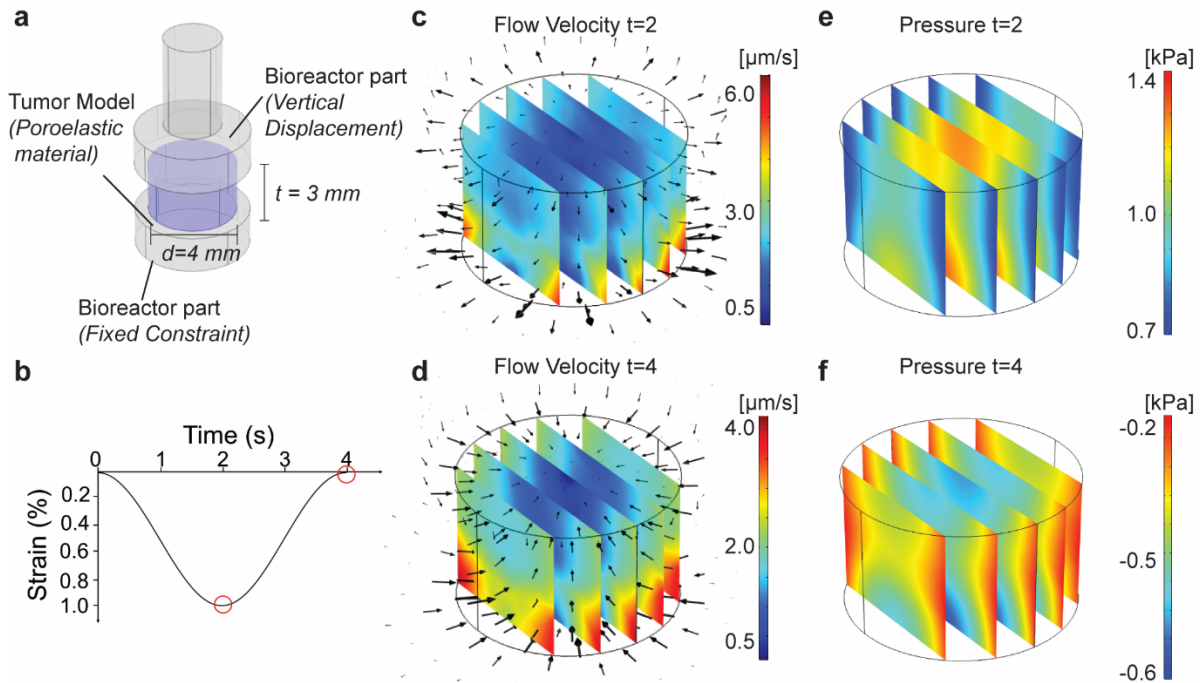 a
Bioreactor part
(Vertical
Displacement)
Tumor Model
(Poroelastic
material)
t = 3 mm
d=4 mm
Bioreactor part
(Fixed Constraint)
b
Time (s)
0 1 2 3 4
0.2
0.4
0.6
0.8
1.0
Strain (%)
c
Flow Velocity t=2
[µm/s]
6.0
3.0
0.5
d
Flow Velocity t=4
[µm/s]
4.0
2.0
0.5
e
Pressure t=2
[kPa]
1.4
1.0
0.7
f
Pressure t=4
[kPa]
-0.2
-0.5
-0.6